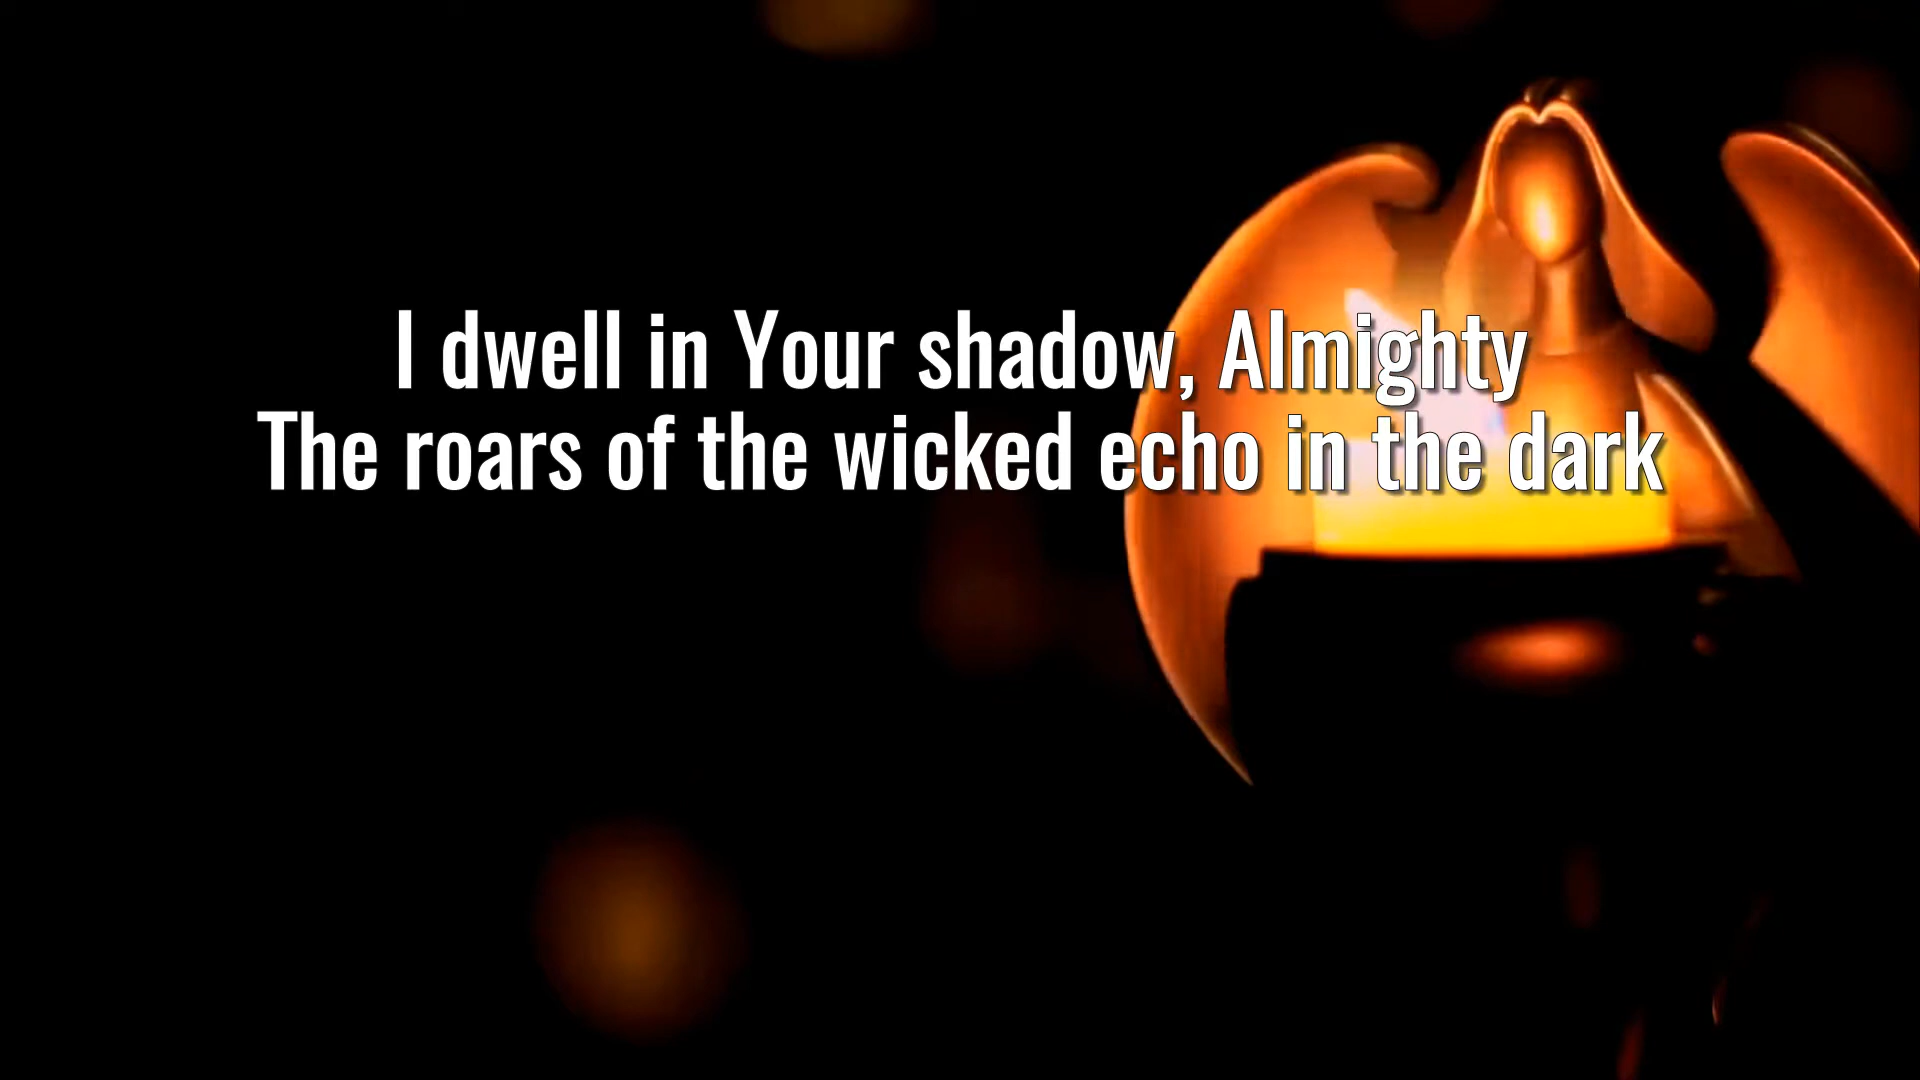 I dwell in Your shadow, Almighty
The roars of the wicked echo in the dark